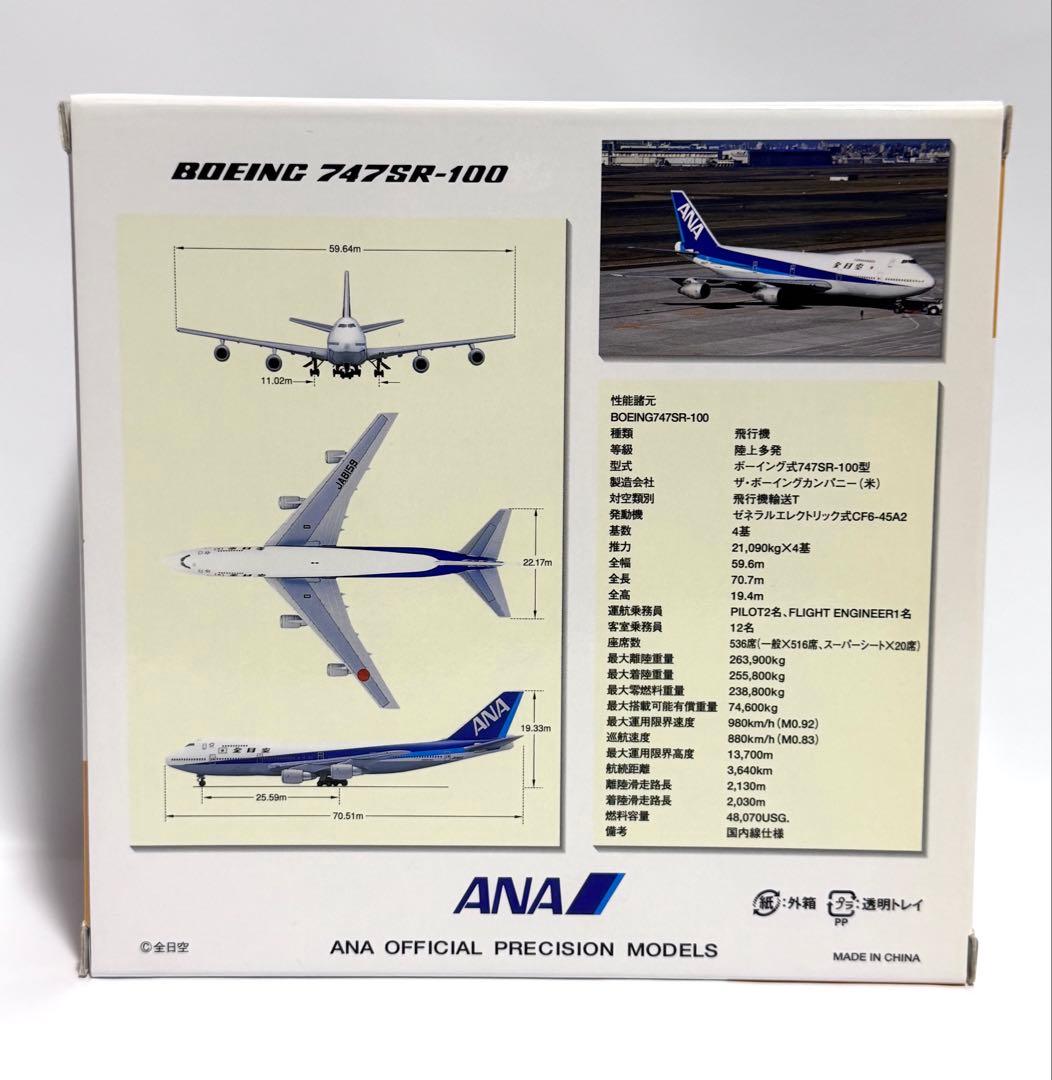 BOEING 747SR-100
59.64m
11.02m
JA8159
全日空
22.17m
ANA
全日空
19.33m
25.59m
70.51m
ANA
全日空
性能諸元
BOEING747SR-100
種類 飛行機
等級 陸上多発
型式 ボーイング式747SR-100型
製造会社 ザ・ボーイングカンパニー(米)
対空類別 飛行機輸送T
発動機 ゼネラルエレクトリック式CF6-45A2
基数 4基
推力 21,090kg×4基
全幅 59.6m
全長 70.7m
全高 19.4m
運航乗務員 PILOT2名、FLIGHT ENGINEER1名
客室乗務員 12名
座席数 536席(一般×516席、スーパーシート×20席)
最大離陸重量 263,900kg
最大着陸重量 255,800kg
最大零燃料重量 238,800kg
最大搭載可能有償重量 74,600kg
最大運用限界速度 980km/h(M0.92)
巡航速度 880km/h(M0.83)
最大運用限界高度 13,700m
航続距離 3,640km
離陸滑走路長 2,130m
着陸滑走路長 2,030m
燃料容量 48,070USG.
備考 国内線仕様
ANA
紙:外箱 プラ:透明トレイ
PP
©全日空
ANA OFFICIAL PRECISION MODELS
MADE IN CHINA